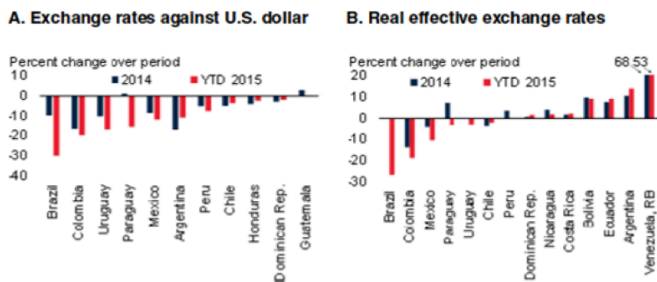 A. Exchange rates against U.S. dollar
Percent change over period
2014 YTD 2015
10
0
-10
-20
-30
-40
Brazil
Colombia
Uruguay
Paraguay
Mexico
Argentina
Peru
Chile
Honduras
Dominican Rep.
Guatemala
B. Real effective exchange rates
Percent change over period
68.53
2014 YTD 2015
20
10
0
-10
-20
-30
Brazil
Colombia
Mexico
Paraguay
Uruguay
Chile
Peru
Dominican Rep.
Nicaragua
Costa Rica
Bolivia
Ecuador
Argentina
Venezuela, RB